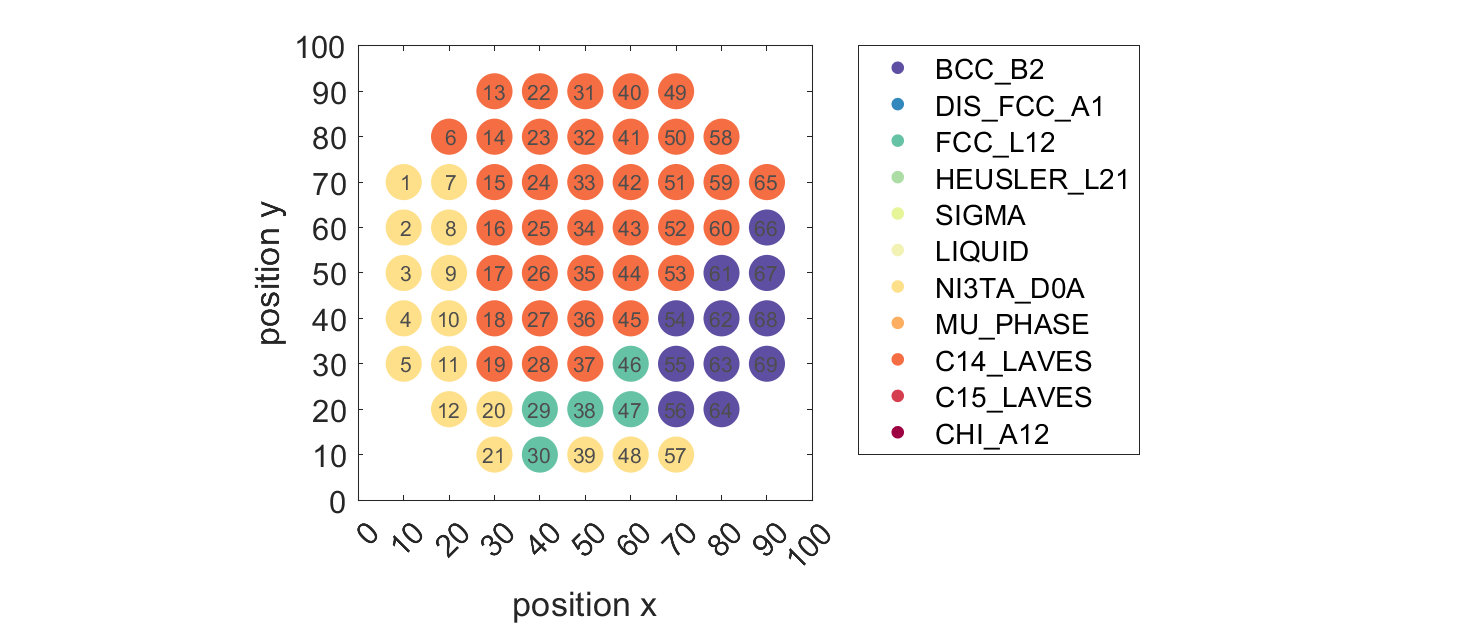 100
90 13 22 31 40 49
80 6 14 23 32 41 50 58
70 1 7 15 24 33 42 51 59 65
60 2 8 16 25 34 43 52 60 66
50 3 9 17 26 35 44 53 61 67
40 4 10 18 27 36 45 54 62 68
30 5 11 19 28 37 46 55 63 69
20 12 20 29 38 47 56 64
10 21 30 39 48 57
0
0 10 20 30 40 50 60 70 80 90 100
position x
position y
BCC_B2
DIS_FCC_A1
FCC_L12
HEUSLER_L21
SIGMA
LIQUID
NI3TA_D0A
MU_PHASE
C14_LAVES
C15_LAVES
CHI_A12